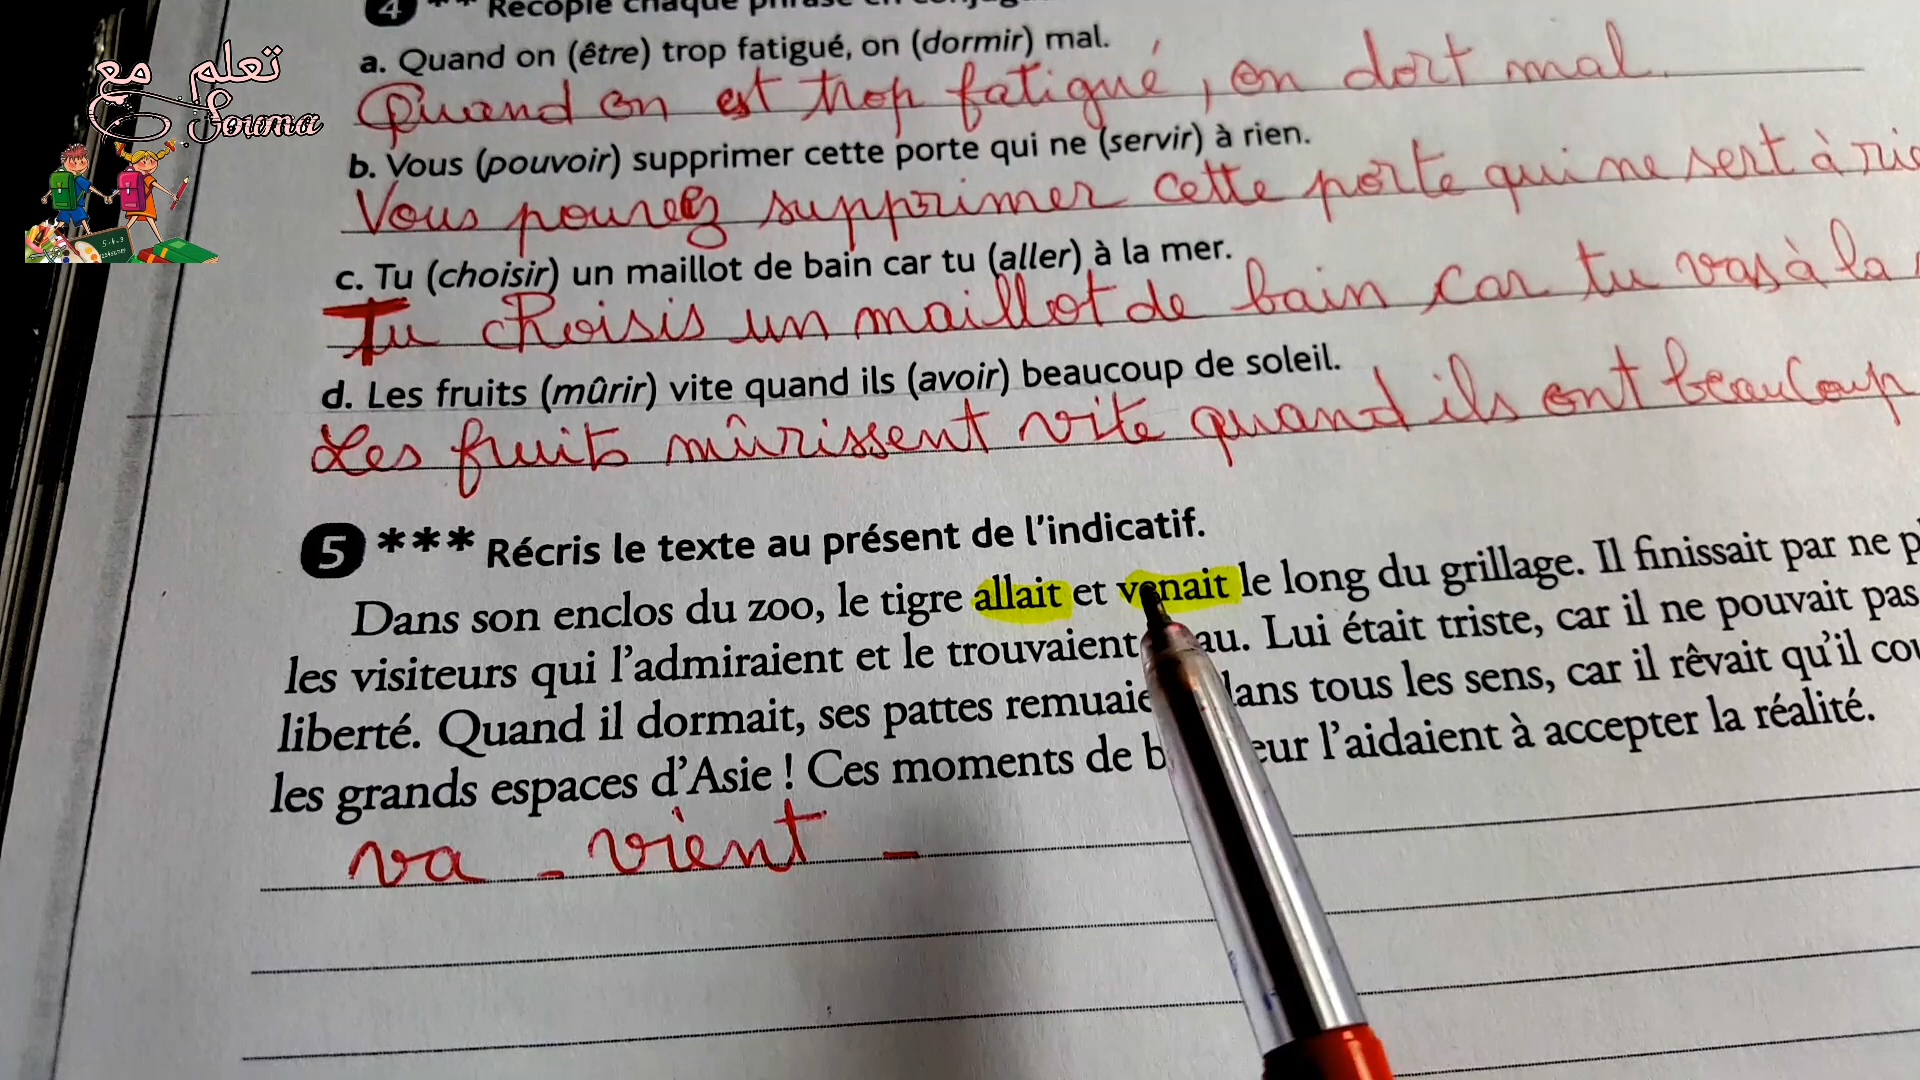 تعلم مع
Souma
4 ** Recopie chaque phrase en
a. Quand on (être) trop fatigué, on (dormir) mal.
Quand on est trop fatigué, on dort mal
b. Vous (pouvoir) supprimer cette porte qui ne (servir) à rien.
Vous pouvez supprimer cette porte qui ne sert à
c. Tu (choisir) un maillot de bain car tu (aller) à la mer.
Tu choisis un maillot de bain car tu vas à la
d. Les fruits (mûrir) vite quand ils (avoir) beaucoup de soleil.
Les fruits mûrissent vite quand ils ont beaucoup
5 *** Récris le texte au présent de l'indicatif.
Dans son enclos du zoo, le tigre allait et venait le long du grillage. Il finissait par ne
les visiteurs qui l'admiraient et le trouvaient Lui était triste, car il ne pouvait pas
liberté. Quand il dormait, ses pattes dans tous les sens, car il rêvait qu'il
les grands espaces d'Asie ! Ces moments de l'aidaient à accepter la réalité.
va - vient -